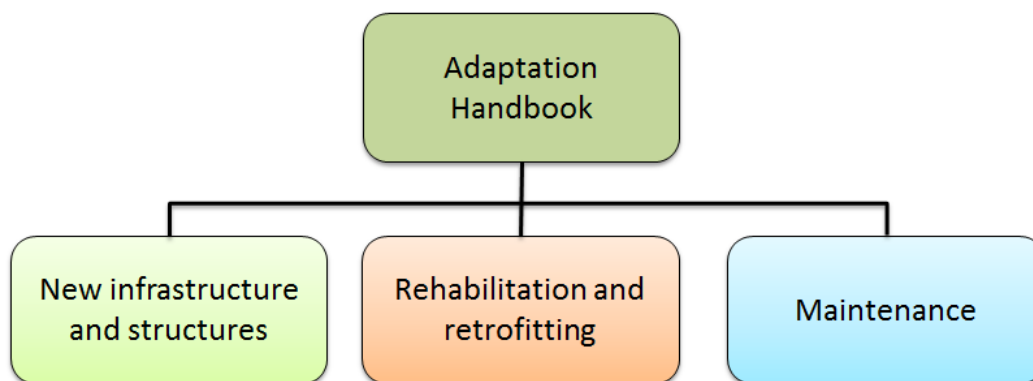 Adaptation
Handbook
New infrastructure
and structures
Rehabilitation and
retrofitting
Maintenance